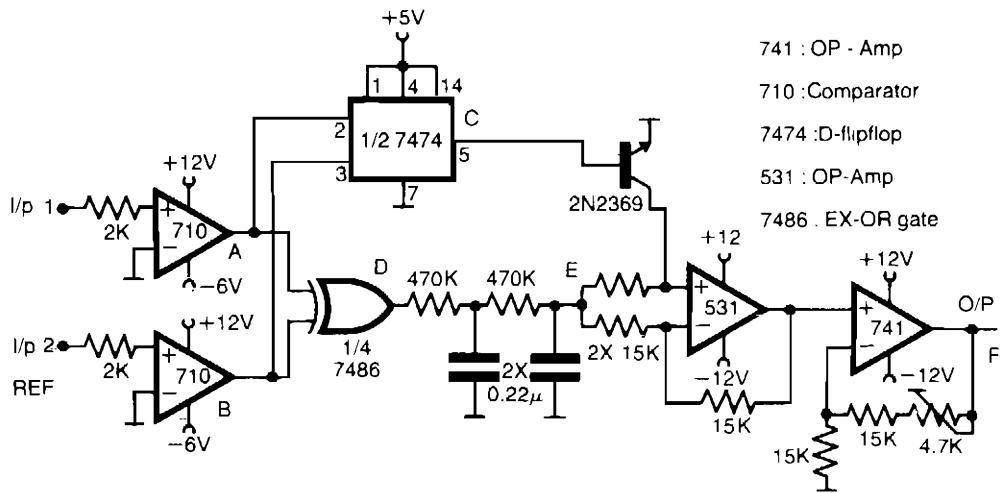 +5V
741 : OP - Amp
1 4 14
710 :Comparator
2 1/2 7474 C
5
3
7474 :D-flipflop
7
531 : OP-Amp
2N2369
7486 . EX-OR gate
+12V
I/p 1
2K
+
710
−
A
−6V
D
470K
470K
E
+12
+
531
−
+12V
+
741
−
O/P
F
1/4
7486
2X
0.22μ
2X 15K
−12V
−12V
15K
15K
4.7K
15K
+12V
I/p 2
REF
2K
+
710
−
B
−6V